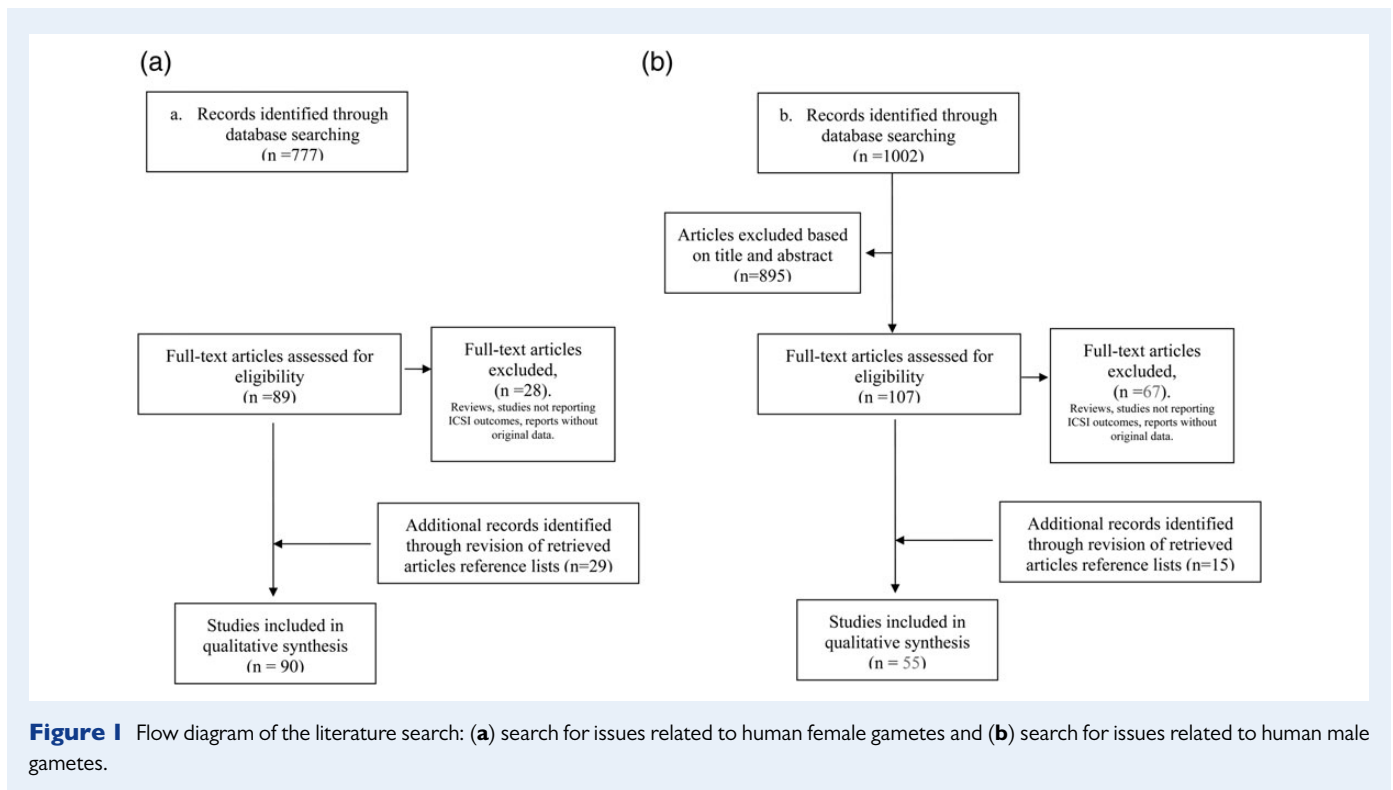 (a)
a. Records identified through
database searching
(n =777)
Full-text articles assessed for
eligibility
(n =89)
Full-text articles
excluded,
(n =28).
Reviews, studies not reporting
ICSI outcomes, reports without
original data.
Additional records identified
through revision of retrieved
articles reference lists (n=29)
Studies included in
qualitative synthesis
(n = 90)
(b)
b. Records identified through
database searching
(n =1002)
Articles excluded based
on title and abstract
(n=895)
Full-text articles assessed for
eligibility
(n =107)
Full-text articles
excluded,
(n =67).
Reviews, studies not reporting
ICSI outcomes, reports without
original data.
Additional records identified
through revision of retrieved
articles reference lists (n=15)
Studies included in
qualitative synthesis
(n = 55)
Figure 1 Flow diagram of the literature search: (a) search for issues related to human female gametes and (b) search for issues related to human male
gametes.